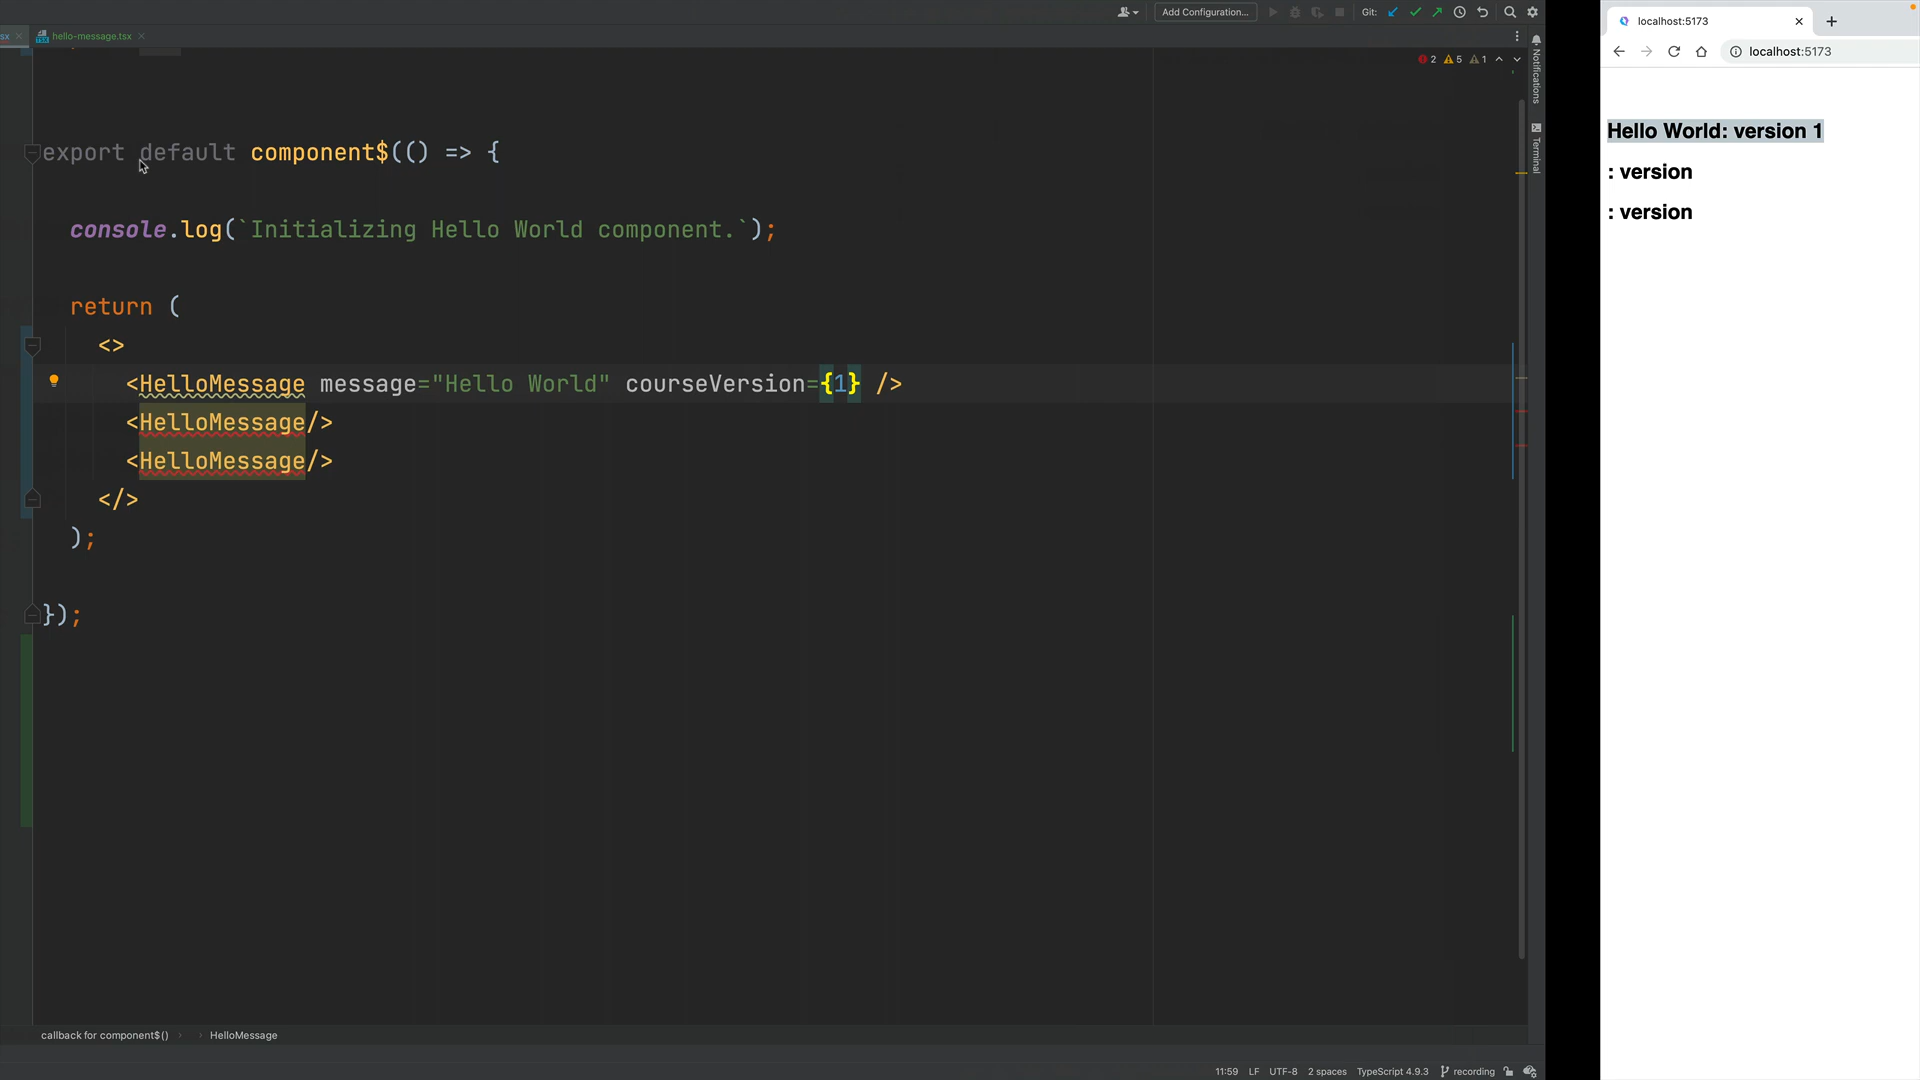 Add Configuration...
Git:
sx
hello-message.tsx
2 5 1
Notifications
Terminal
export default component$(() => {
console.log(`Initializing Hello World component.`);
return (
<>
<HelloMessage message="Hello World" courseVersion={1} />
<HelloMessage/>
<HelloMessage/>
</>
);
});
callback for component$() HelloMessage
11:59 LF UTF-8 2 spaces TypeScript 4.9.3 recording
localhost:5173
localhost:5173
Hello World: version 1
: version
: version